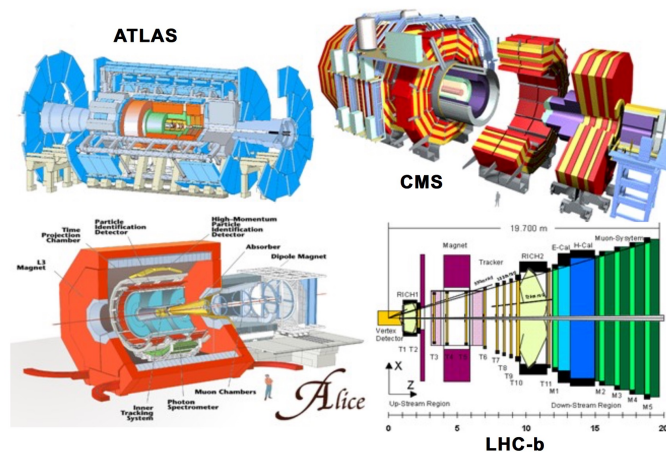 ATLAS
CMS
High-Momentum
Particle
Identification
Detector
Particle
Identification
Detector
Time
Projection
Chamber
Absorber
L3
Magnet
Dipole Magnet
Muon Chambers
Photon
Spectrometer
Inner
Tracking
System
Alice
19.700 m
Muon-System
Magnet
Tracker
RICH2
E-Cal
H-Cal
RICH1
Vertex
Detector
T1 T2
T3
T6
T7
T8
T9
T10
T11
M1
M2
M3
M4
M5
X
Z
Up-Stream Region
Down-Stream Region
0 5 10 15 20
LHC-b